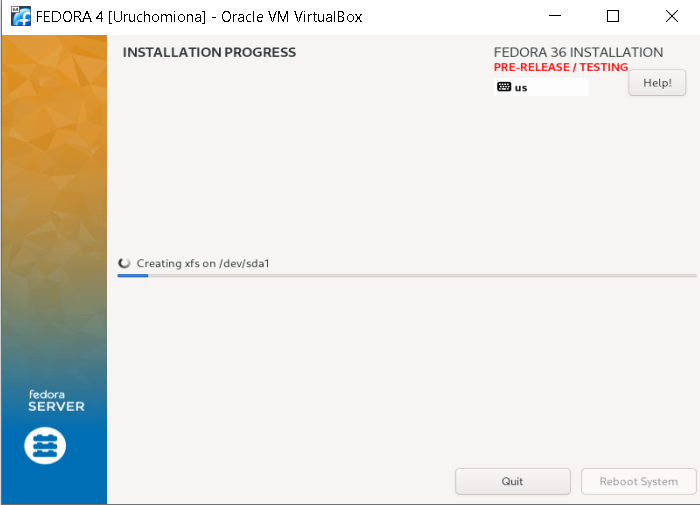 FEDORA 4 [Uruchomiona] - Oracle VM VirtualBox
INSTALLATION PROGRESS
FEDORA 36 INSTALLATION
PRE-RELEASE / TESTING
us
Help!
Creating xfs on /dev/sda1
fedora
SERVER
Quit
Reboot System